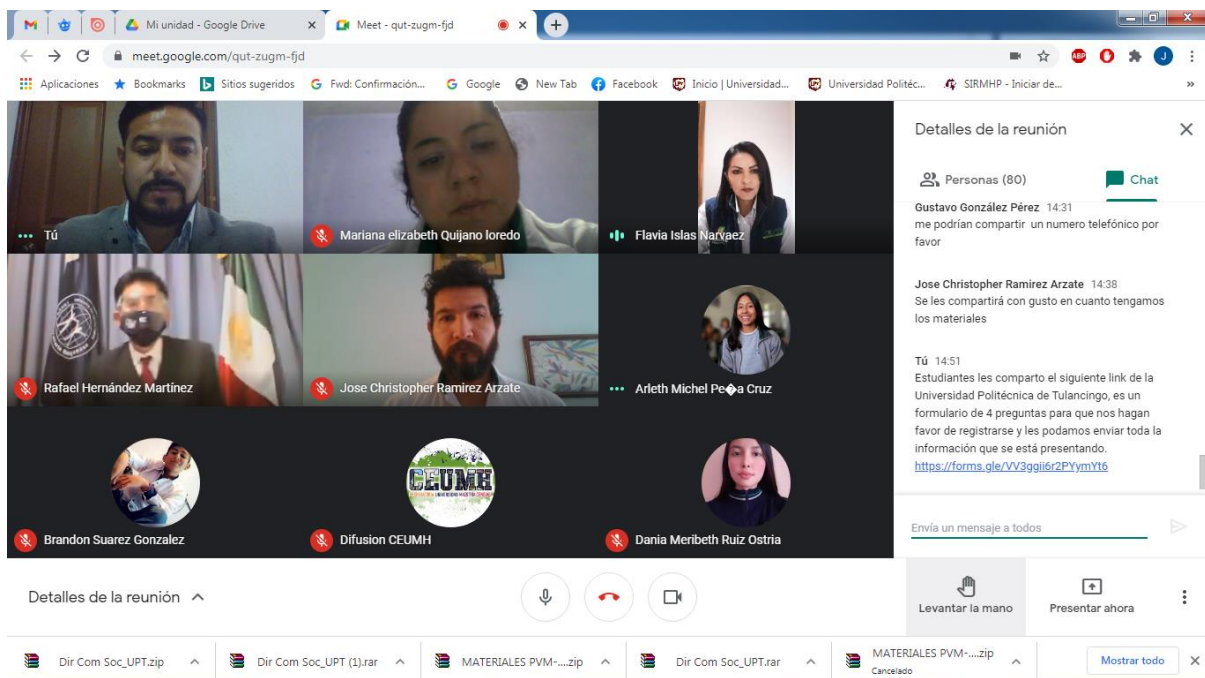 Mi unidad - Google Drive
Meet - qut-zugm-fjd
meet.google.com/qut-zugm-fjd
ABP
J
Aplicaciones
Bookmarks
Sitios sugeridos
Fwd: Confirmación...
Google
New Tab
Facebook
Inicio | Universidad...
Universidad Politéc...
SIRMHP - Iniciar de...
»
Tú
Mariana elizabeth Quijano loredo
Flavia Islas Narvaez
Rafael Hernández Martínez
Jose Christopher Ramirez Arzate
Arleth Michel Pe�a Cruz
Brandon Suarez Gonzalez
CEUMH
Difusion CEUMH
Dania Meribeth Ruiz Ostria
Detalles de la reunión
Personas (80)
Chat
Gustavo González Pérez 14:31
me podrían compartir un numero telefónico por
favor
Jose Christopher Ramirez Arzate 14:38
Se les compartirá con gusto en cuanto tengamos
los materiales
Tú 14:51
Estudiantes les comparto el siguiente link de la
Universidad Politécnica de Tulancingo, es un
formulario de 4 preguntas para que nos hagan
favor de registrarse y les podamos enviar toda la
información que se está presentando.
https://forms.gle/VV3ggii6r2PYymYt6
Envía un mensaje a todos
Detalles de la reunión
Levantar la mano
Presentar ahora
Dir Com Soc_UPT.zip
Dir Com Soc_UPT (1).rar
MATERIALES PVM-....zip
Dir Com Soc_UPT.rar
MATERIALES PVM-....zip
Cancelado
Mostrar todo